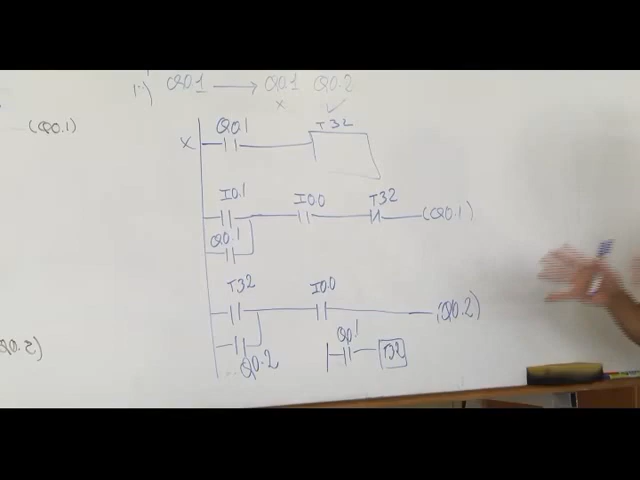 Q0.1 → Q0.1 Q0.2
x ✓
(Q0.1)
Q0.1 T32
x
I0.1 I0.0 T32 (Q0.1)
Q0.1
T32 I0.0 (Q0.2)
Q0.2)
Q0.1 T32
Q0.2